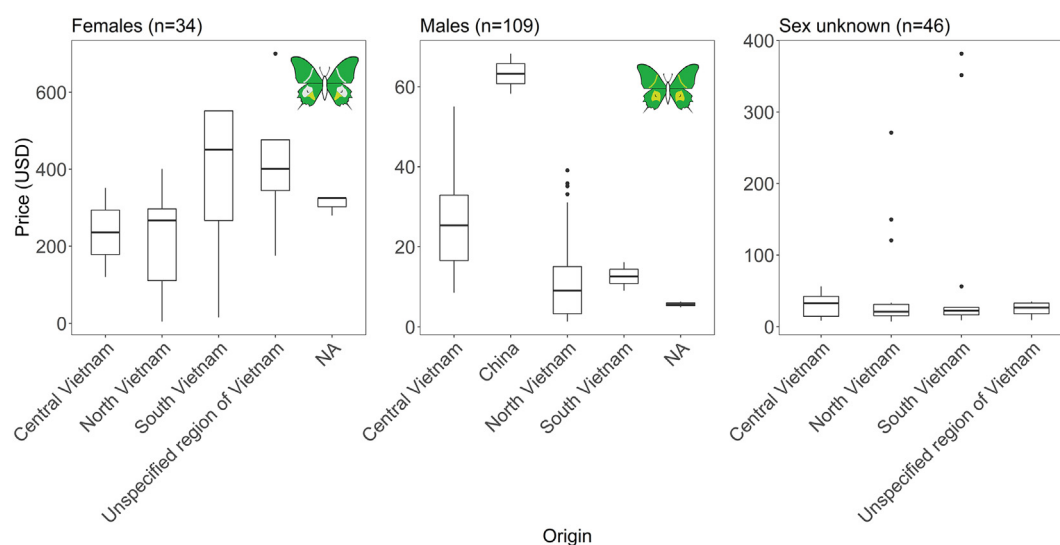 Females (n=34)
Males (n=109)
Sex unknown (n=46)
Price (USD)
600
400
200
0
60
40
20
0
400
300
200
100
50
0
Central Vietnam
North Vietnam
South Vietnam
Unspecified region of Vietnam
NA
Central Vietnam
China
North Vietnam
South Vietnam
NA
Central Vietnam
North Vietnam
South Vietnam
Unspecified region of Vietnam
Origin